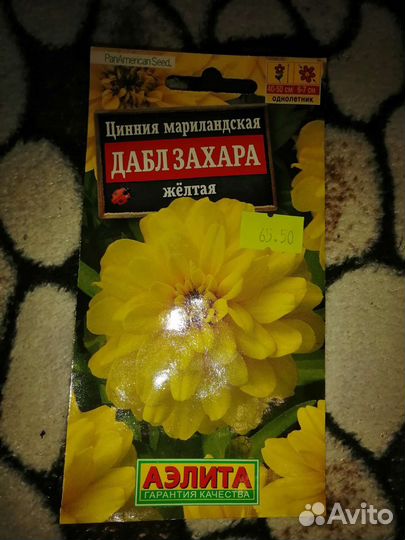 PanAmerican Seed
40-50 см 6-7 см
однолетник
Цинния мариландская
ДАБЛ ЗАХАРА
жёлтая
65.50
АЭЛИТА
ГАРАНТИЯ КАЧЕСТВА
Avito